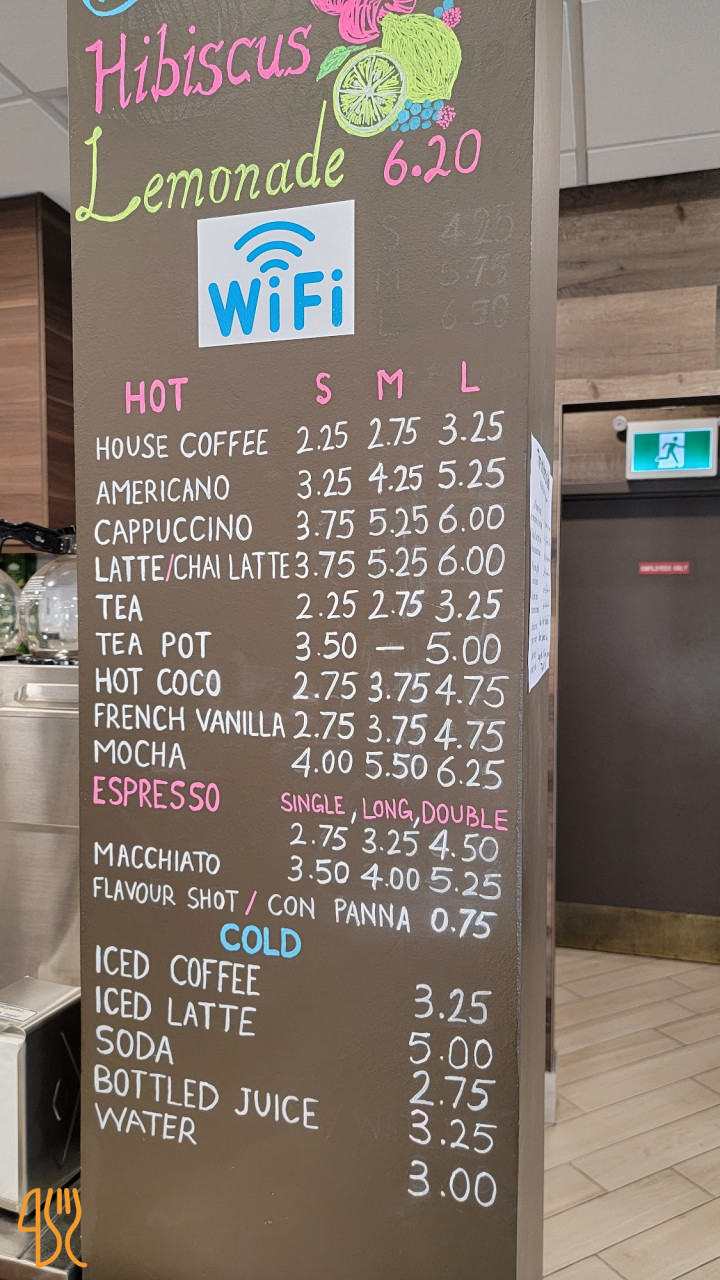 Hibiscus
Lemonade 6.20
WiFi
S 4.25
M 5.75
L
HOT S M L
HOUSE COFFEE 2.25 2.75 3.25
AMERICANO 3.25 4.25 5.25
CAPPUCCINO 3.75 5.25 6.00
LATTE/CHAI LATTE 3.75 5.25 6.00
TEA 2.25 2.75 3.25
TEA POT 3.50 — 5.00
HOT COCO 2.75 3.75 4.75
FRENCH VANILLA 2.75 3.75 4.75
MOCHA 4.00 5.50 6.25
ESPRESSO SINGLE, LONG, DOUBLE
2.75 3.25 4.50
MACCHIATO 3.50 4.00 5.25
FLAVOUR SHOT / CON PANNA 0.75
COLD
ICED COFFEE 3.25
ICED LATTE 5.00
SODA 2.75
BOTTLED JUICE 3.25
WATER 3.00
EMPLOYEES ONLY